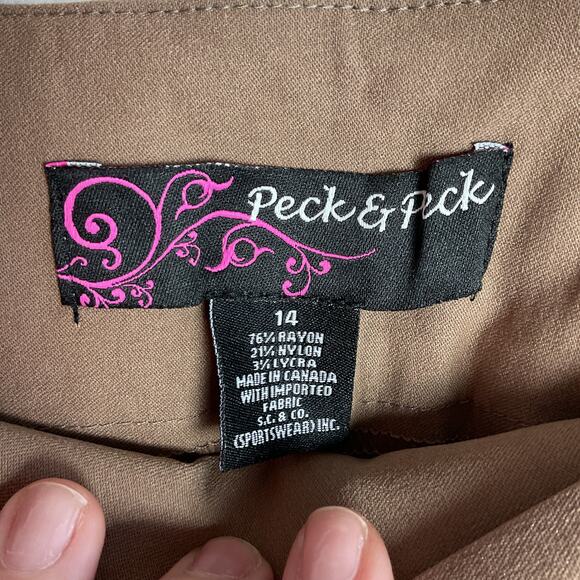 Peck & Peck
14
76% RAYON
21% NYLON
3% LYCRA
MADE IN CANADA
WITH IMPORTED
FABRIC
S.C. & CO.
(SPORTSWEAR) INC.